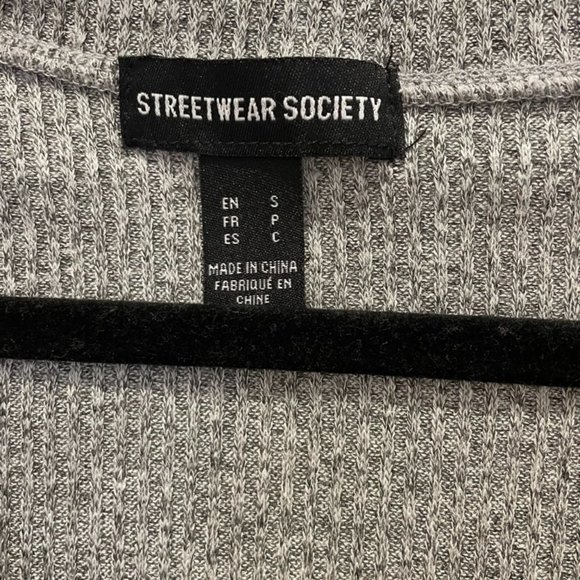 STREETWEAR SOCIETY
EN S
FR P
ES C
MADE IN CHINA
FABRIQUÉ EN
CHINE